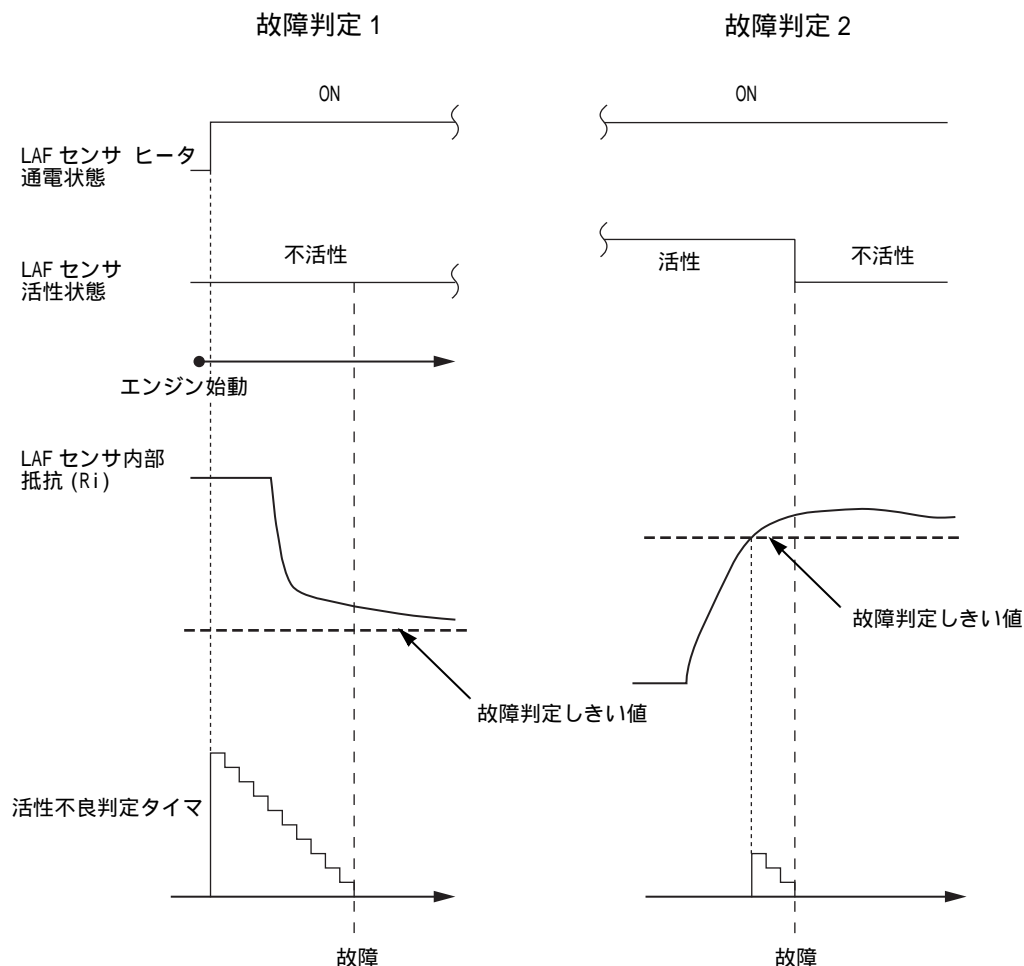 故障判定 1
故障判定 2
ON
ON
LAF センサ ヒータ
通電状態
LAF センサ
活性状態
不活性
活性
不活性
エンジン始動
LAF センサ内部
抵抗 (Ri)
故障判定しきい値
故障判定しきい値
活性不良判定タイマ
故障
故障